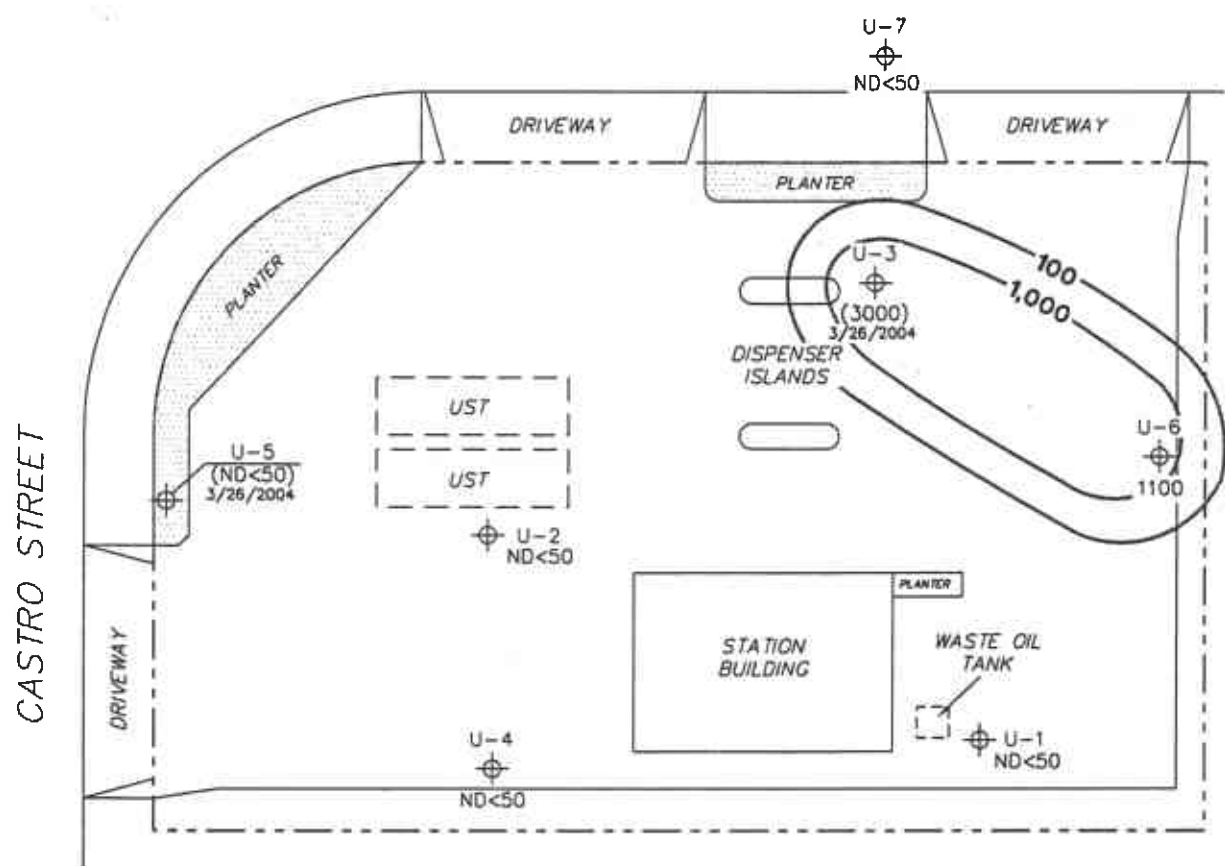 U-7
ND<50
DRIVEWAY
DRIVEWAY
PLANTER
PLANTER
100
1,000
U-3
(3000)
3/26/2004
DISPENSER
ISLANDS
UST
UST
U-6
1100
U-5
(ND<50)
3/26/2004
U-2
ND<50
CASTRO STREET
PLANTER
STATION
BUILDING
WASTE OIL
TANK
DRIVEWAY
U-4
ND<50
U-1
ND<50